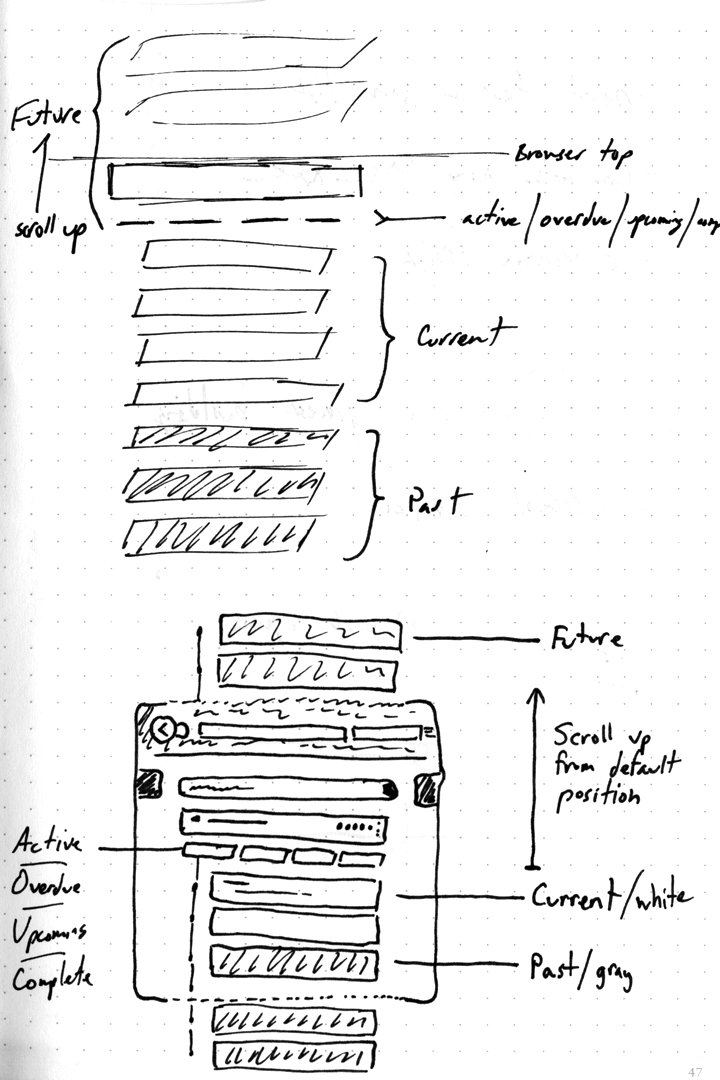 Future
Browser top
scroll up
active/overdue/upcoming/comp
Current
Past
Future
Scroll up
from default
position
Active
Overdue
Upcoming
Complete
Current/white
Past/gray
47